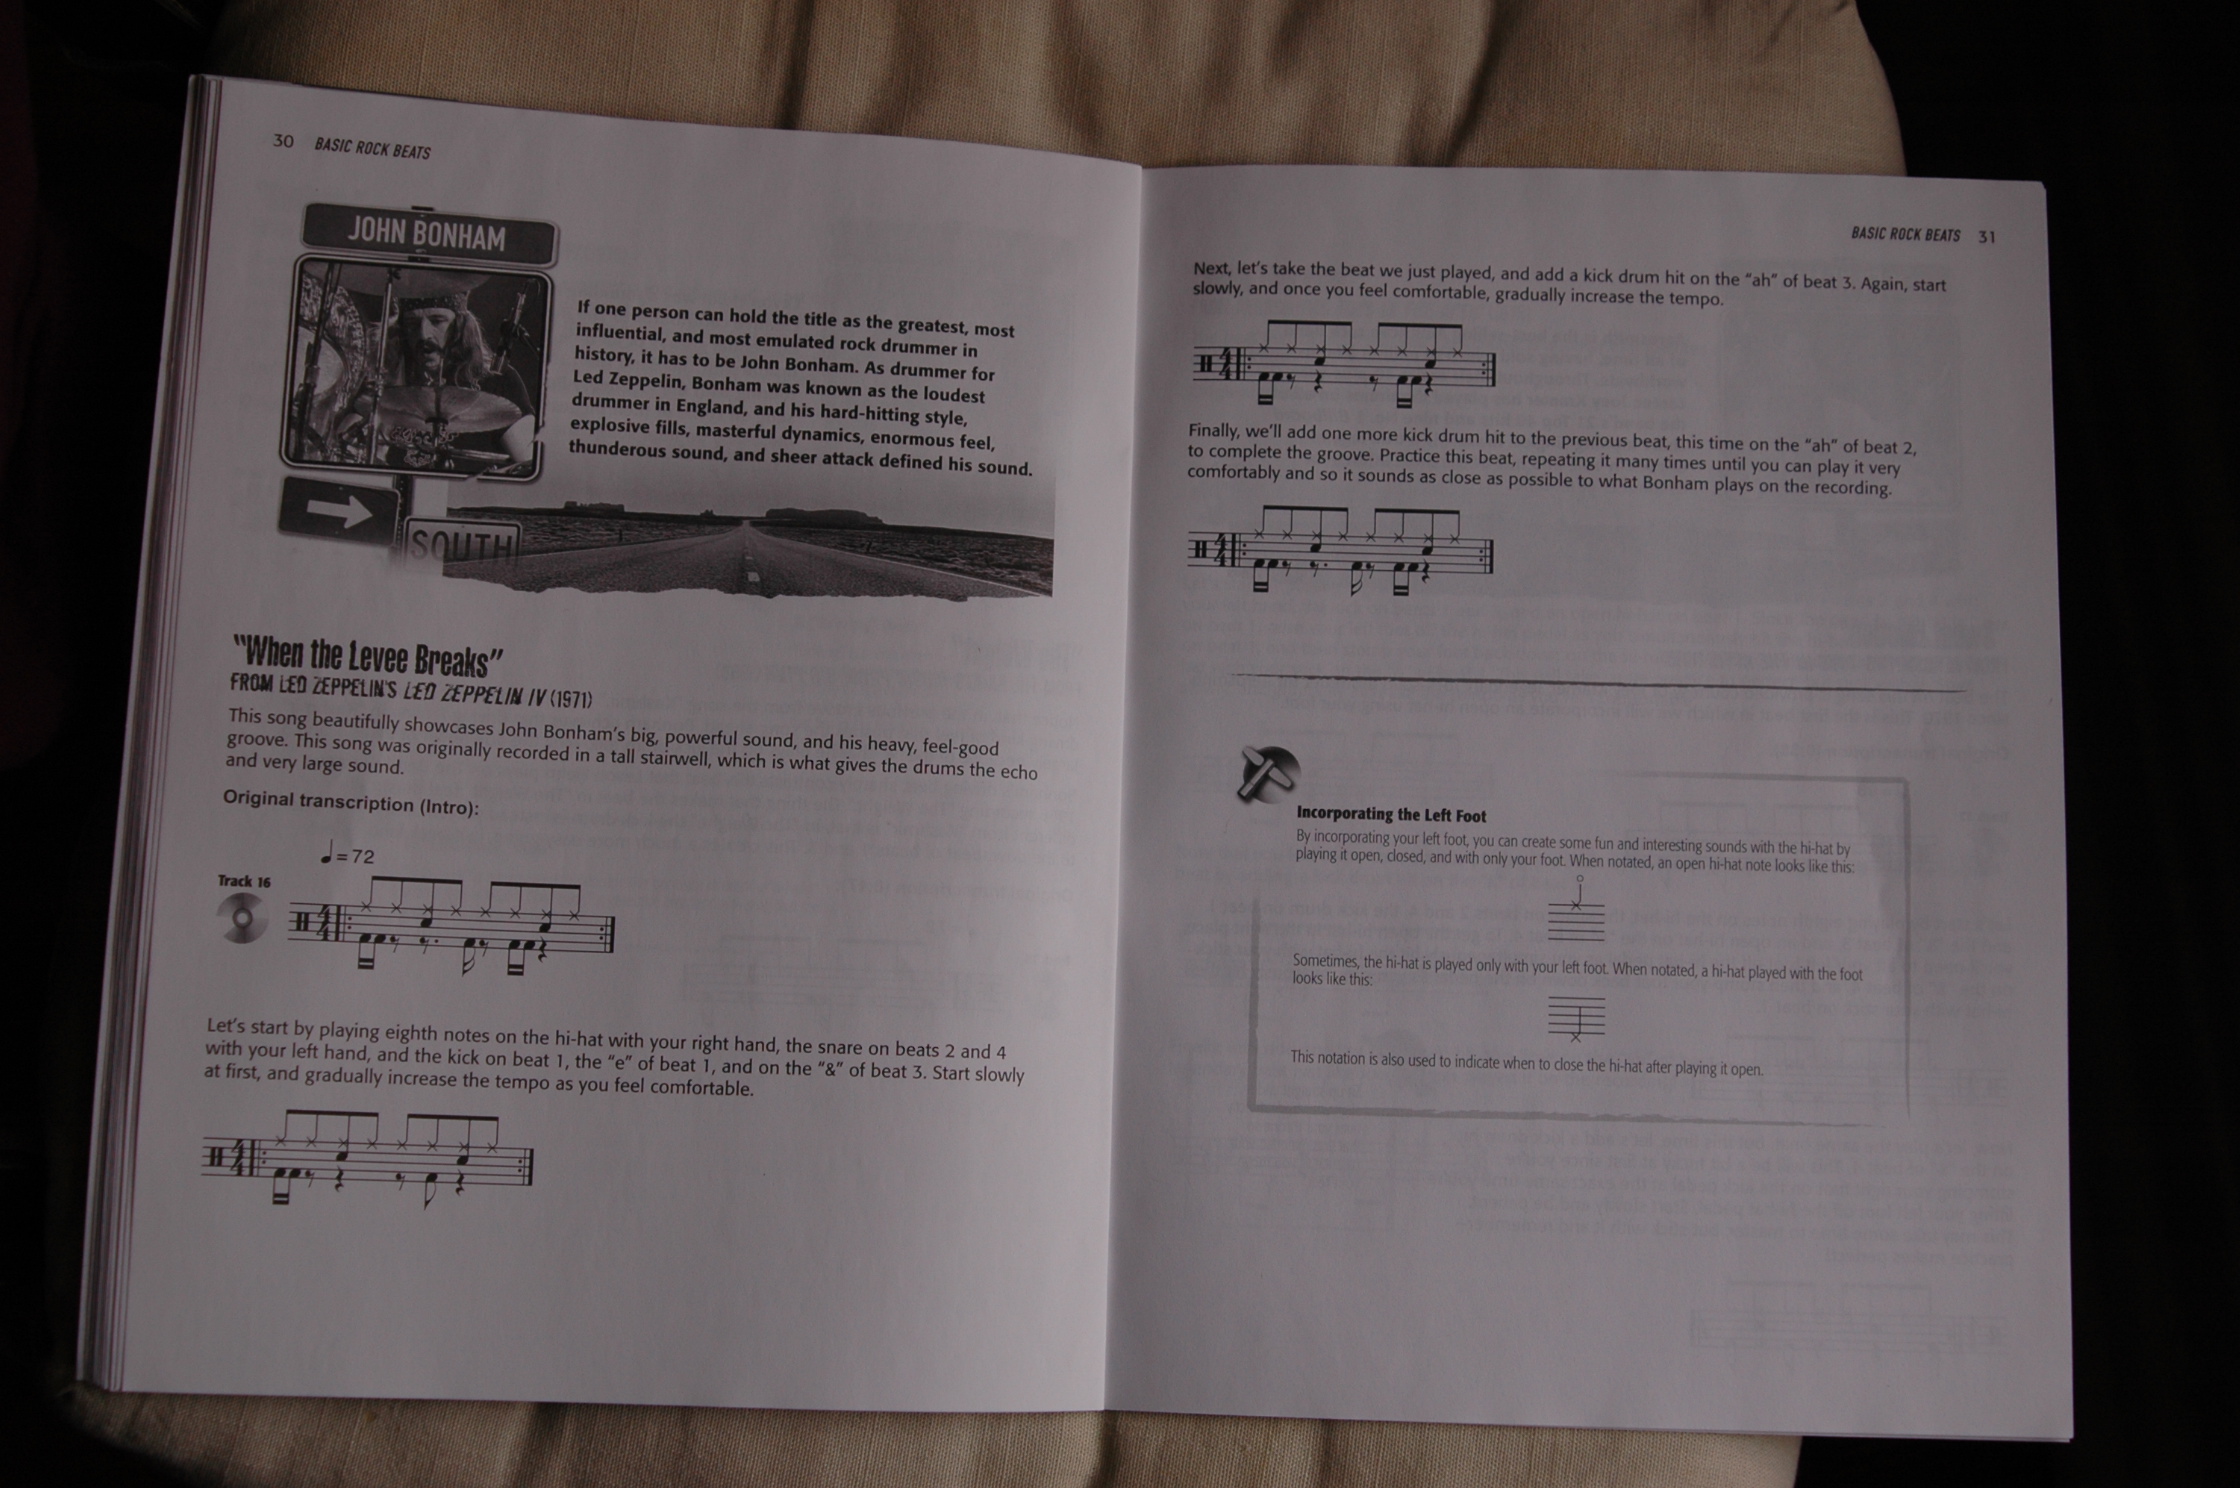 30 BASIC ROCK BEATS
JOHN BONHAM
If one person can hold the title as the greatest, most
influential, and most emulated rock drummer in
history, it has to be John Bonham. As drummer for
Led Zeppelin, Bonham was known as the loudest
drummer in England, and his hard-hitting style,
explosive fills, masterful dynamics, enormous feel,
thunderous sound, and sheer attack defined his sound.
SOUTH
"When the Levee Breaks"
FROM LED ZEPPELIN'S LED ZEPPELIN IV (1971)
This song beautifully showcases John Bonham's big, powerful sound, and his heavy, feel-good
groove. This song was originally recorded in a tall stairwell, which is what gives the drums the echo
and very large sound.
Original transcription (Intro):
♩= 72
Track 16
4/4
Let's start by playing eighth notes on the hi-hat with your right hand, the snare on beats 2 and 4
with your left hand, and the kick on beat 1, the "e" of beat 1, and on the "&" of beat 3. Start slowly
at first, and gradually increase the tempo as you feel comfortable.
4/4
BASIC ROCK BEATS 31
Next, let's take the beat we just played, and add a kick drum hit on the "ah" of beat 3. Again, start
slowly, and once you feel comfortable, gradually increase the tempo.
4/4
Finally, we'll add one more kick drum hit to the previous beat, this time on the "ah" of beat 2,
to complete the groove. Practice this beat, repeating it many times until you can play it very
comfortably and so it sounds as close as possible to what Bonham plays on the recording.
4/4
Incorporating the Left Foot
By incorporating your left foot, you can create some fun and interesting sounds with the hi-hat by
playing it open, closed, and with only your foot. When notated, an open hi-hat note looks like this:
Sometimes, the hi-hat is played only with your left foot. When notated, a hi-hat played with the foot
looks like this:
This notation is also used to indicate when to close the hi-hat after playing it open.